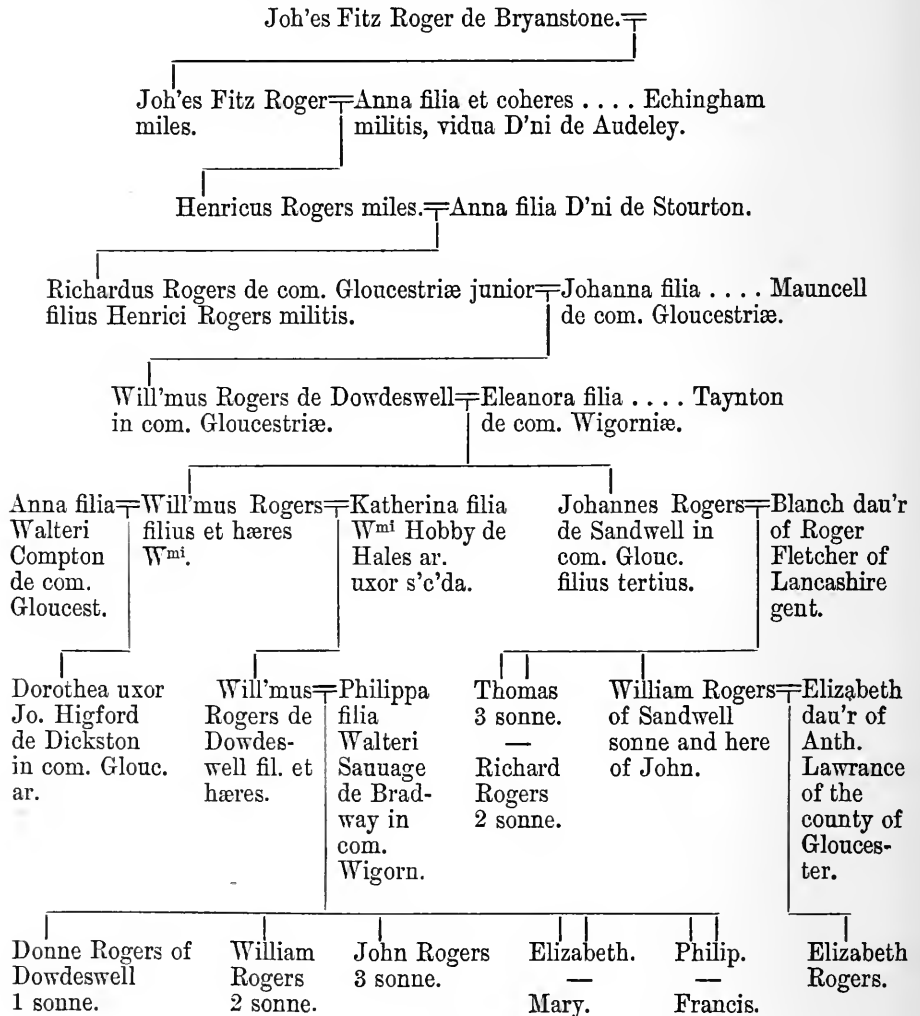 Joh'es Fitz Roger de Bryanstone.
Joh'es Fitz Roger
miles.
Anna filia et coheres .... Echingham
militis, vidua D'ni de Audeley.
Henricus Rogers miles.
Anna filia D'ni de Stourton.
Richardus Rogers de com. Gloucestriæ junior
filius Henrici Rogers militis.
Johanna filia .... Mauncell
de com. Gloucestriæ.
Will'mus Rogers de Dowdeswell
in com. Gloucestriæ.
Eleanora filia .... Taynton
de com. Wigorniæ.
Anna filia
Walteri
Compton
de com.
Gloucest.
Will'mus Rogers
filius et hæres
Wᵐⁱ.
Katherina filia
Wᵐⁱ Hobby de
Hales ar.
uxor s'c'da.
Johannes Rogers
de Sandwell in
com. Glouc.
filius tertius.
Blanch dau'r
of Roger
Fletcher of
Lancashire
gent.
Dorothea uxor
Jo. Higford
de Dickston
in com. Glouc.
ar.
Will'mus
Rogers de
Dowdes-
well fil. et
hæres.
Philippa
filia
Walteri
Sauuage
de Brad-
way in
com.
Wigorn.
Thomas
3 sonne.
—
Richard
Rogers
2 sonne.
William Rogers
of Sandwell
sonne and here
of John.
Elizabeth
dau'r of
Anth.
Lawrance
of the
county of
Glouces-
ter.
Donne Rogers of
Dowdeswell
1 sonne.
William
Rogers
2 sonne.
John Rogers
3 sonne.
Elizabeth.
—
Mary.
Philip.
—
Francis.
Elizabeth
Rogers.